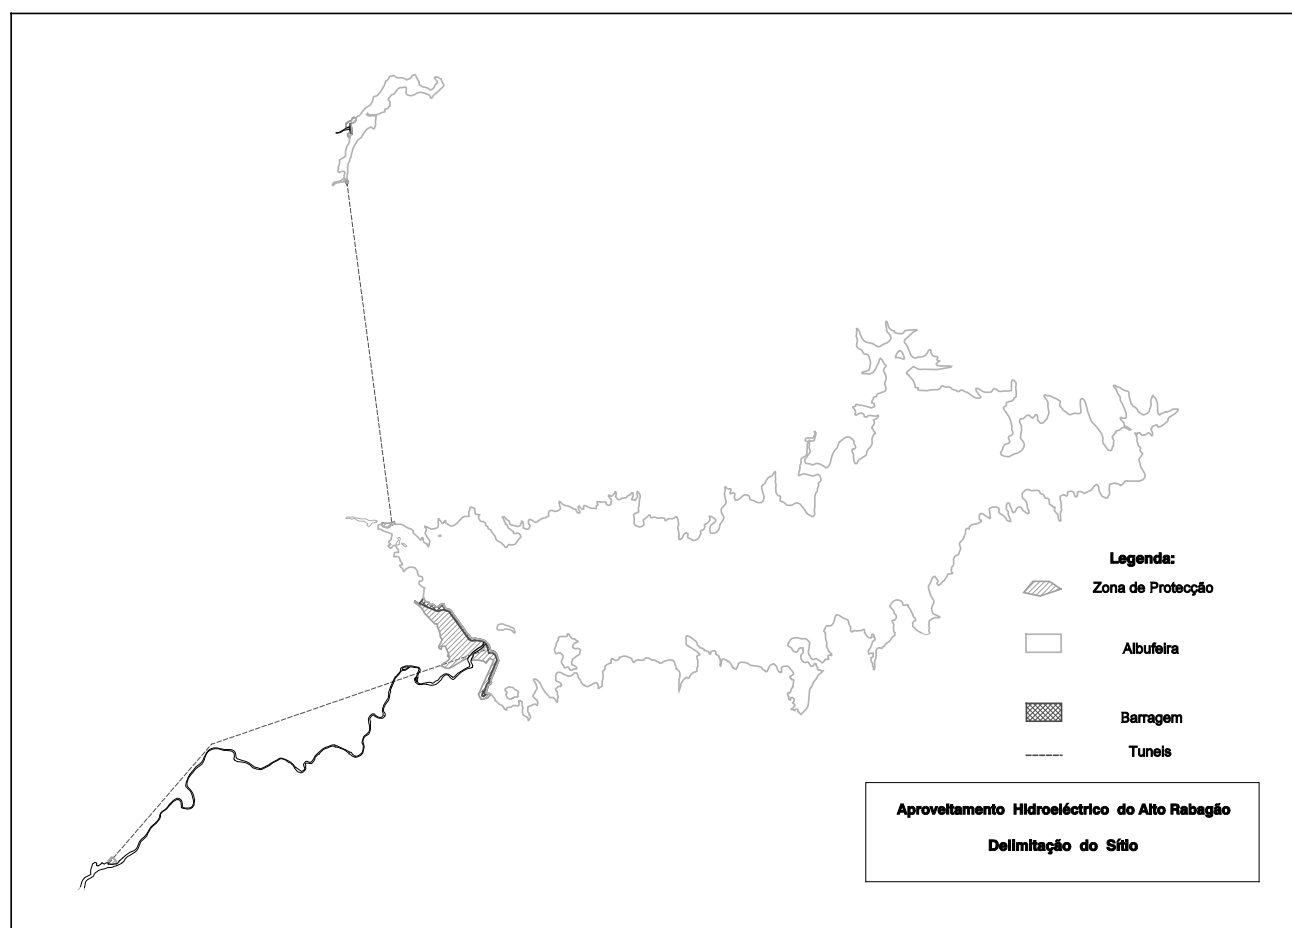 Legenda:
Zona de Protecção
Albufeira
Barragem
Tuneis
Aproveitamento Hidroeléctrico do Alto Rabagão
Delimitação do Sítio